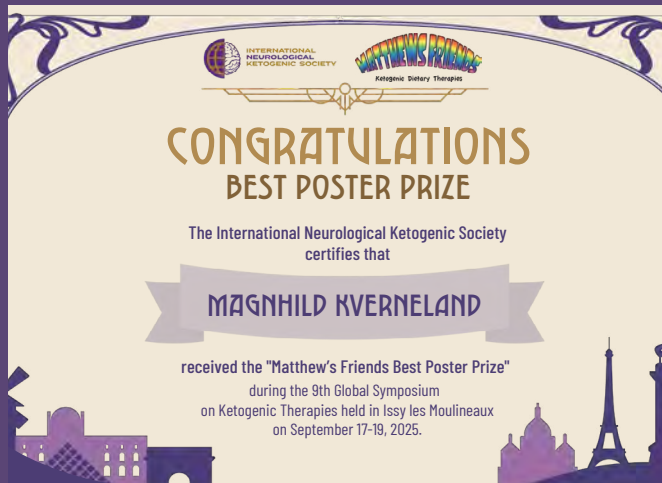 INTERNATIONAL
NEUROLOGICAL
KETOGENIC SOCIETY
MATTHEWS FRIENDS
Ketogenic Dietary Therapies
CONGRATULATIONS
BEST POSTER PRIZE
The International Neurological Ketogenic Society
certifies that
MAGNHILD KVERNELAND
received the "Matthew's Friends Best Poster Prize"
during the 9th Global Symposium
on Ketogenic Therapies held in Issy les Moulineaux
on September 17-19, 2025.